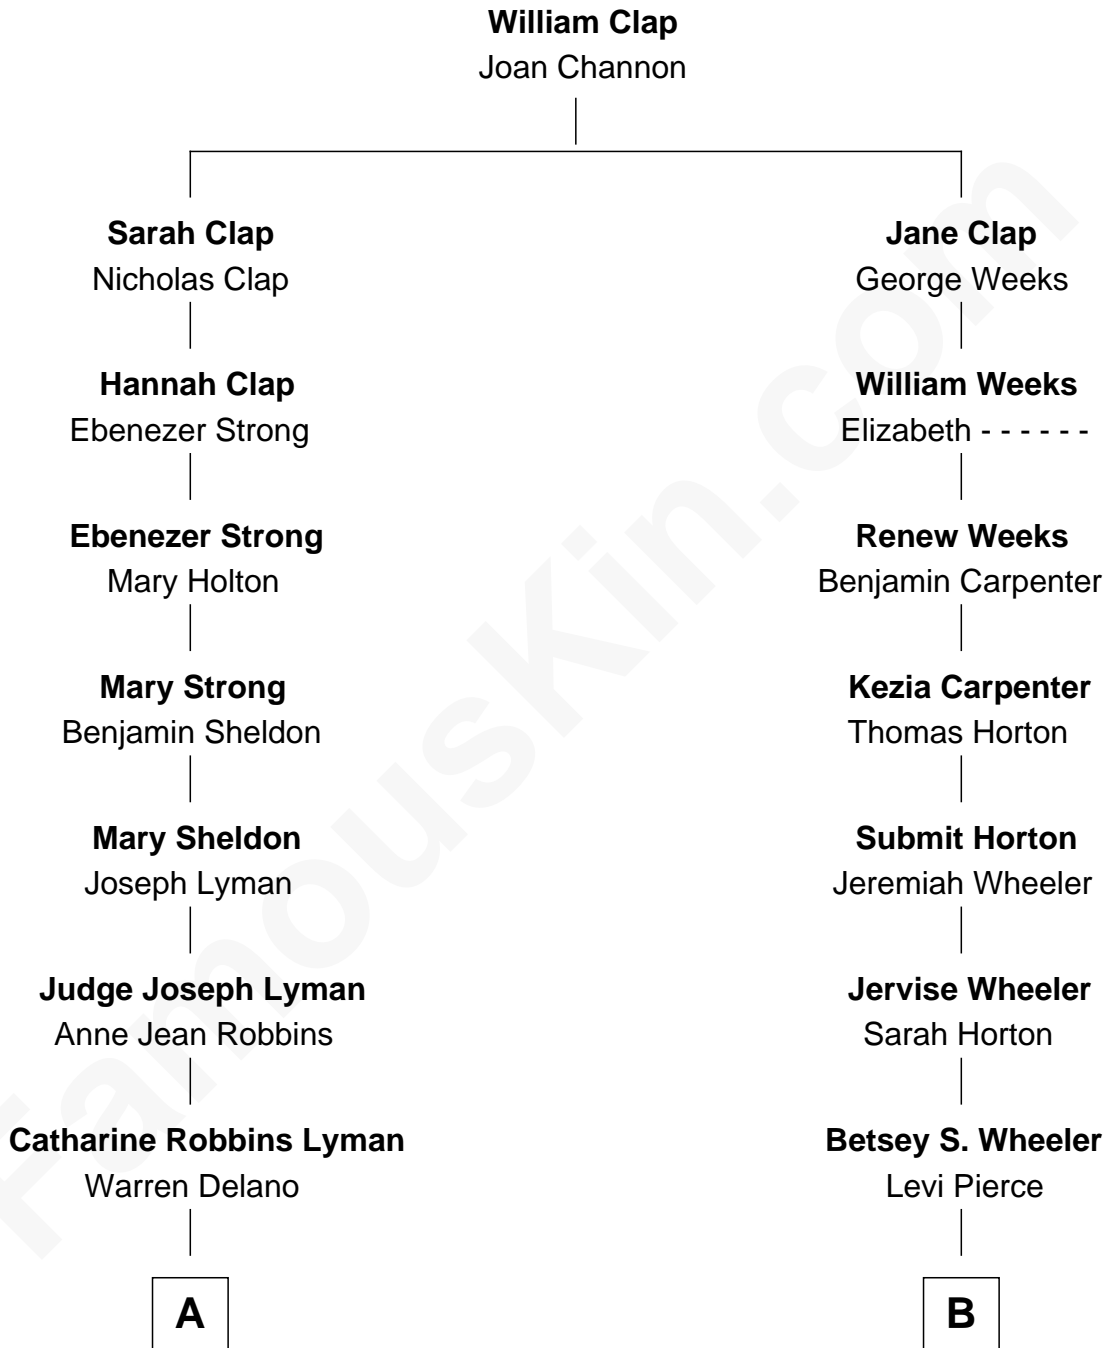 William Clap
Joan Channon
Sarah Clap
Nicholas Clap
Jane Clap
George Weeks
Hannah Clap
Ebenezer Strong
William Weeks
Elizabeth - - - - - -
Ebenezer Strong
Mary Holton
Renew Weeks
Benjamin Carpenter
Mary Strong
Benjamin Sheldon
Kezia Carpenter
Thomas Horton
Mary Sheldon
Joseph Lyman
Submit Horton
Jeremiah Wheeler
Judge Joseph Lyman
Anne Jean Robbins
Jervise Wheeler
Sarah Horton
Catharine Robbins Lyman
Warren Delano
Betsey S. Wheeler
Levi Pierce
A
B
FamousKin.com